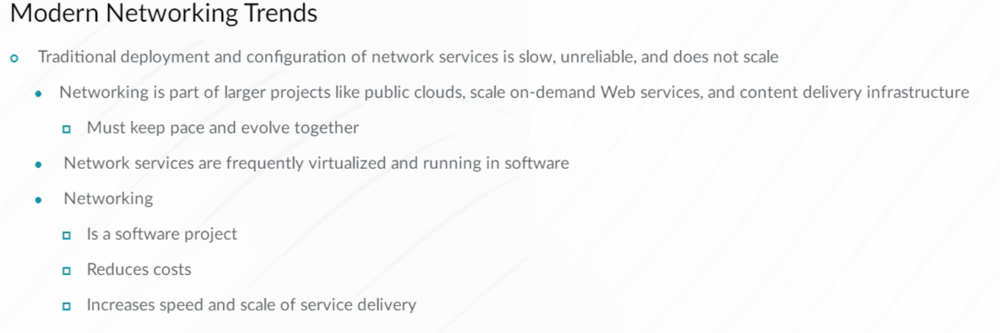 Modern Networking Trends
Traditional deployment and configuration of network services is slow, unreliable, and does not scale
Networking is part of larger projects like public clouds, scale on-demand Web services, and content delivery infrastructure
Must keep pace and evolve together
Network services are frequently virtualized and running in software
Networking
Is a software project
Reduces costs
Increases speed and scale of service delivery